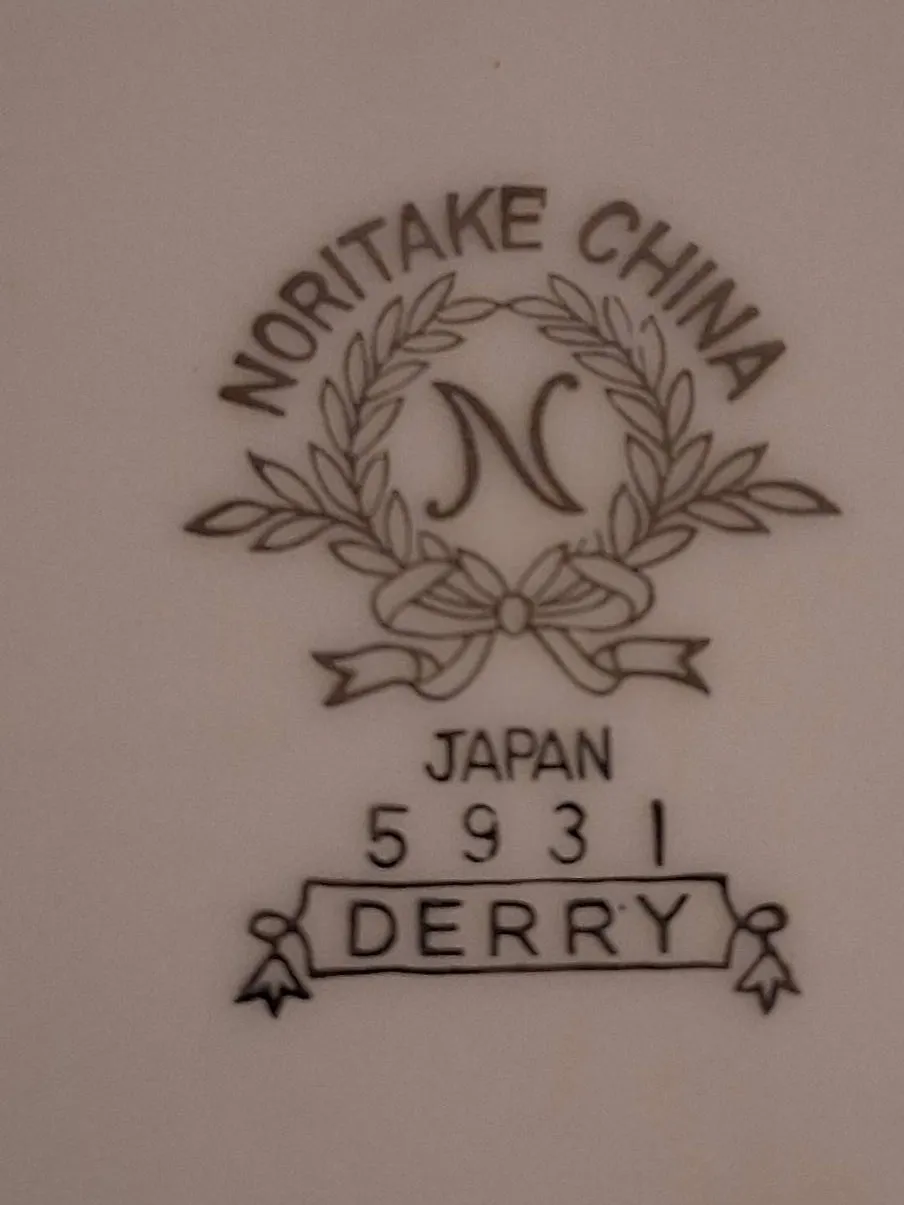 NORITAKE CHINA
N
JAPAN
5931
DERRY